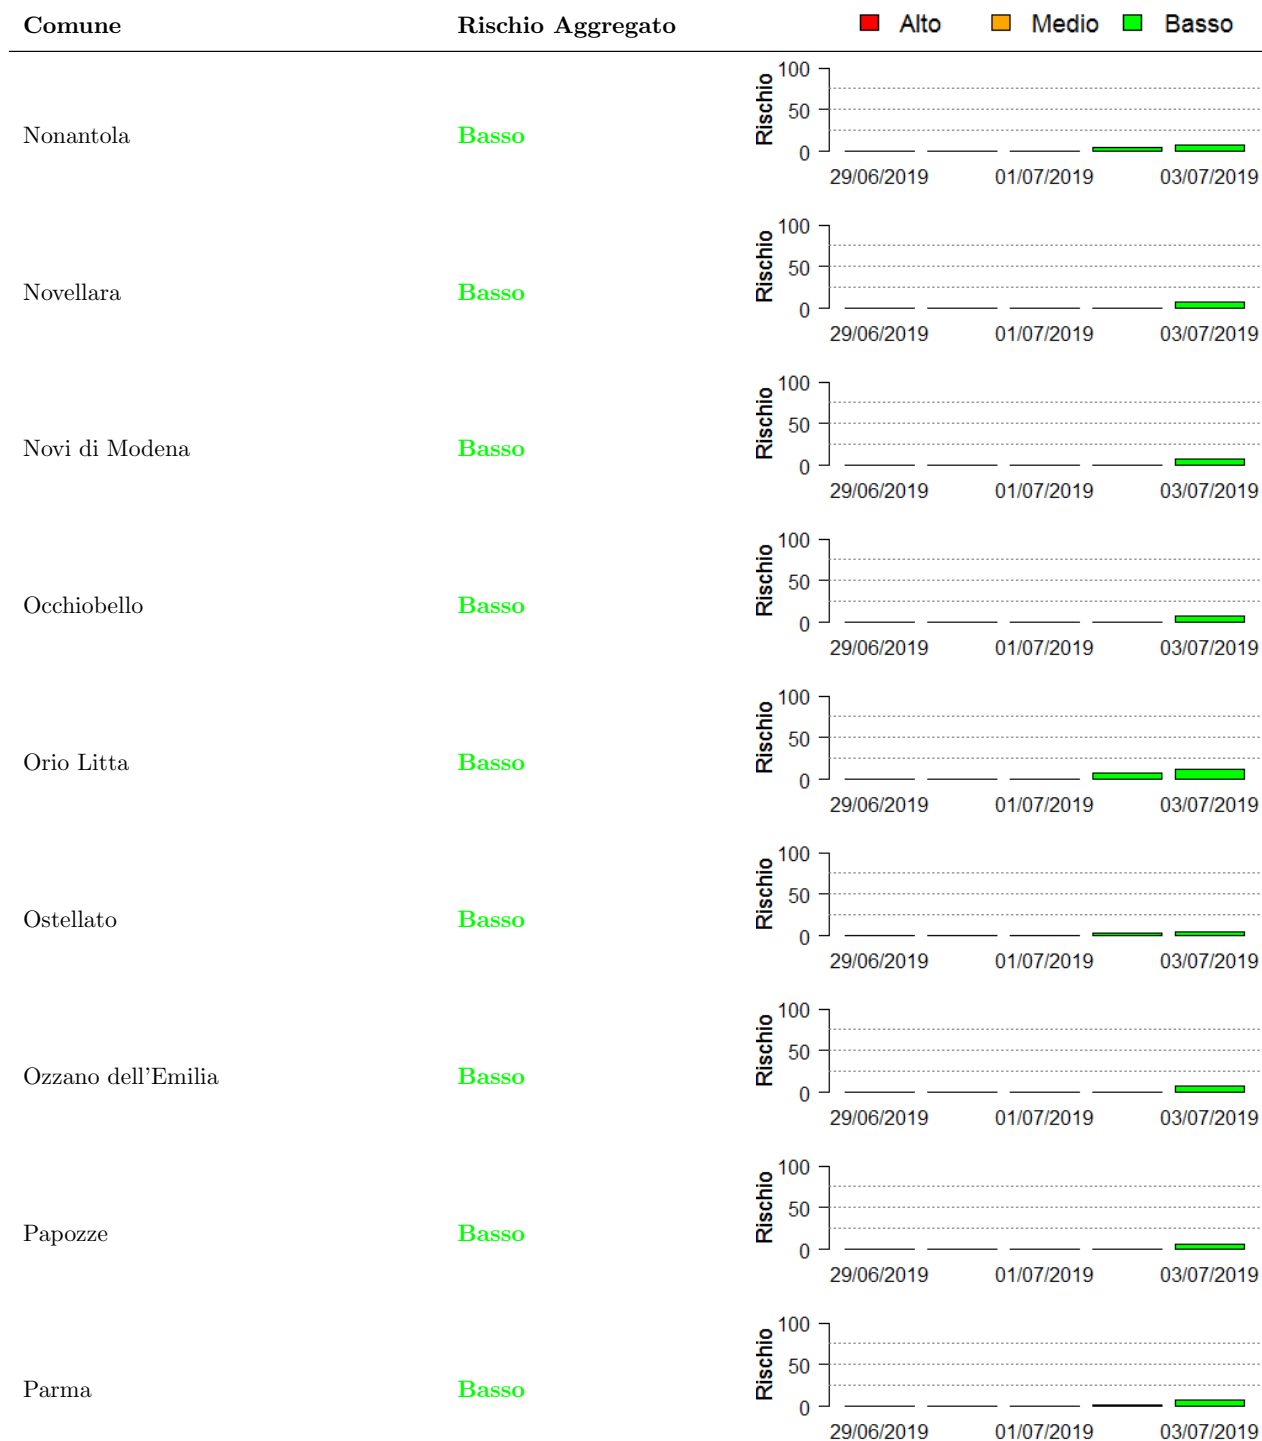 Comune Rischio Aggregato Alto Medio Basso
100
50
0
Rischio
Nonantola Basso
29/06/2019 01/07/2019 03/07/2019
100
50
0
Rischio
Novellara Basso
29/06/2019 01/07/2019 03/07/2019
100
50
0
Rischio
Novi di Modena Basso
29/06/2019 01/07/2019 03/07/2019
100
50
0
Rischio
Occhiobello Basso
29/06/2019 01/07/2019 03/07/2019
100
50
0
Rischio
Orio Litta Basso
29/06/2019 01/07/2019 03/07/2019
100
50
0
Rischio
Ostellato Basso
29/06/2019 01/07/2019 03/07/2019
100
50
0
Rischio
Ozzano dell'Emilia Basso
29/06/2019 01/07/2019 03/07/2019
100
50
0
Rischio
Papozze Basso
29/06/2019 01/07/2019 03/07/2019
100
50
0
Rischio
Parma Basso
29/06/2019 01/07/2019 03/07/2019